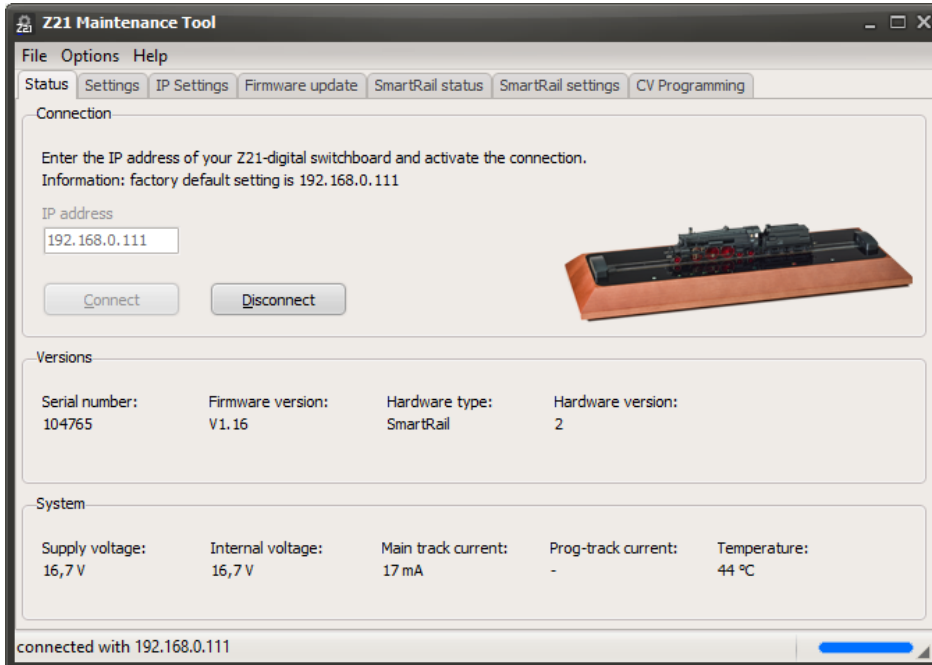 Z21 Maintenance Tool
File Options Help
Status Settings IP Settings Firmware update SmartRail status SmartRail settings CV Programming
Connection
Enter the IP address of your Z21-digital switchboard and activate the connection.
Information: factory default setting is 192.168.0.111
IP address
192.168.0.111
Connect Disconnect
Versions
Serial number: Firmware version: Hardware type: Hardware version:
104765 V1.16 SmartRail 2
System
Supply voltage: Internal voltage: Main track current: Prog-track current: Temperature:
16,7 V 16,7 V 17 mA - 44 °C
connected with 192.168.0.111